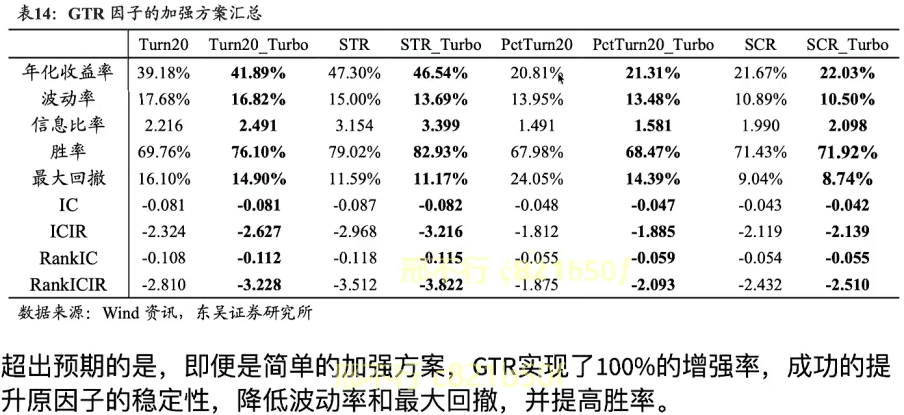 表14：GTR 因子的加强方案汇总
Turn20 Turn20_Turbo STR STR_Turbo PctTurn20 PctTurn20_Turbo SCR SCR_Turbo
年化收益率 39.18% 41.89% 47.30% 46.54% 20.81% 21.31% 21.67% 22.03%
波动率 17.68% 16.82% 15.00% 13.69% 13.95% 13.48% 10.89% 10.50%
信息比率 2.216 2.491 3.154 3.399 1.491 1.581 1.990 2.098
胜率 69.76% 76.10% 79.02% 82.93% 67.98% 68.47% 71.43% 71.92%
最大回撤 16.10% 14.90% 11.59% 11.17% 24.05% 14.39% 9.04% 8.74%
IC -0.081 -0.081 -0.087 -0.082 -0.048 -0.047 -0.043 -0.042
ICIR -2.324 -2.627 -2.968 -3.216 -1.812 -1.885 -2.119 -2.139
RankIC -0.108 -0.112 -0.118 -0.115 -0.055 -0.059 -0.054 -0.055
RankICIR -2.810 -3.228 -3.512 -3.822 -1.875 -2.093 -2.432 -2.510
数据来源：Wind 资讯，东吴证券研究所
超出预期的是，即便是简单的加强方案，GTR实现了100%的增强率，成功的提
升原因子的稳定性，降低波动率和最大回撤，并提高胜率。